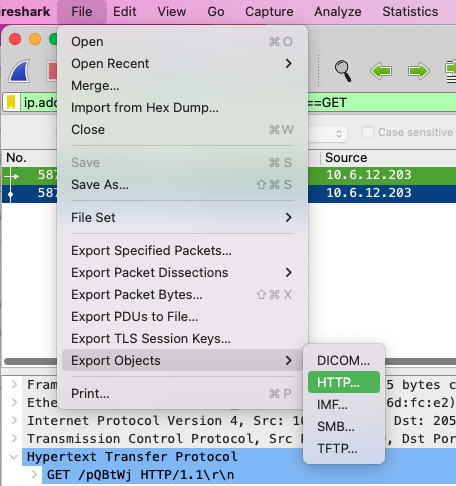 reshark File Edit View Go Capture Analyze Statistics
Open ⌘O
Open Recent >
Merge...
Import from Hex Dump...
Close ⌘W
Save ⌘S
Save As... ⇧⌘S
File Set >
Export Specified Packets...
Export Packet Dissections >
Export Packet Bytes... ⇧⌘X
Export PDUs to File...
Export TLS Session Keys...
Export Objects >
Print... ⌘P
DICOM...
HTTP...
IMF...
SMB...
TFTP...
ip.add ==GET
Case sensitive
No. Source
587 10.6.12.203
587 10.6.12.203
> Fram 5 bytes c
> Ethe 6d:fc:e2)
> Internet Protocol Version 4, Src: 10 Dst: 205
> Transmission Control Protocol, Src P Dst Port
Hypertext Transfer Protocol
> GET /pQBtWj HTTP/1.1\r\n